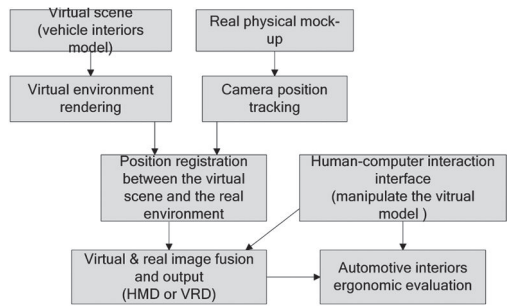 Virtual scene
(vehicle interiors
model)
Real physical mock-
up
Virtual environment
rendering
Camera position
tracking
Position registration
between the virtual
scene and the real
environment
Human-computer interaction
interface
(manipulate the vitrual
model )
Virtual & real image fusion
and output
(HMD or VRD)
Automotive interiors
ergonomic evaluation